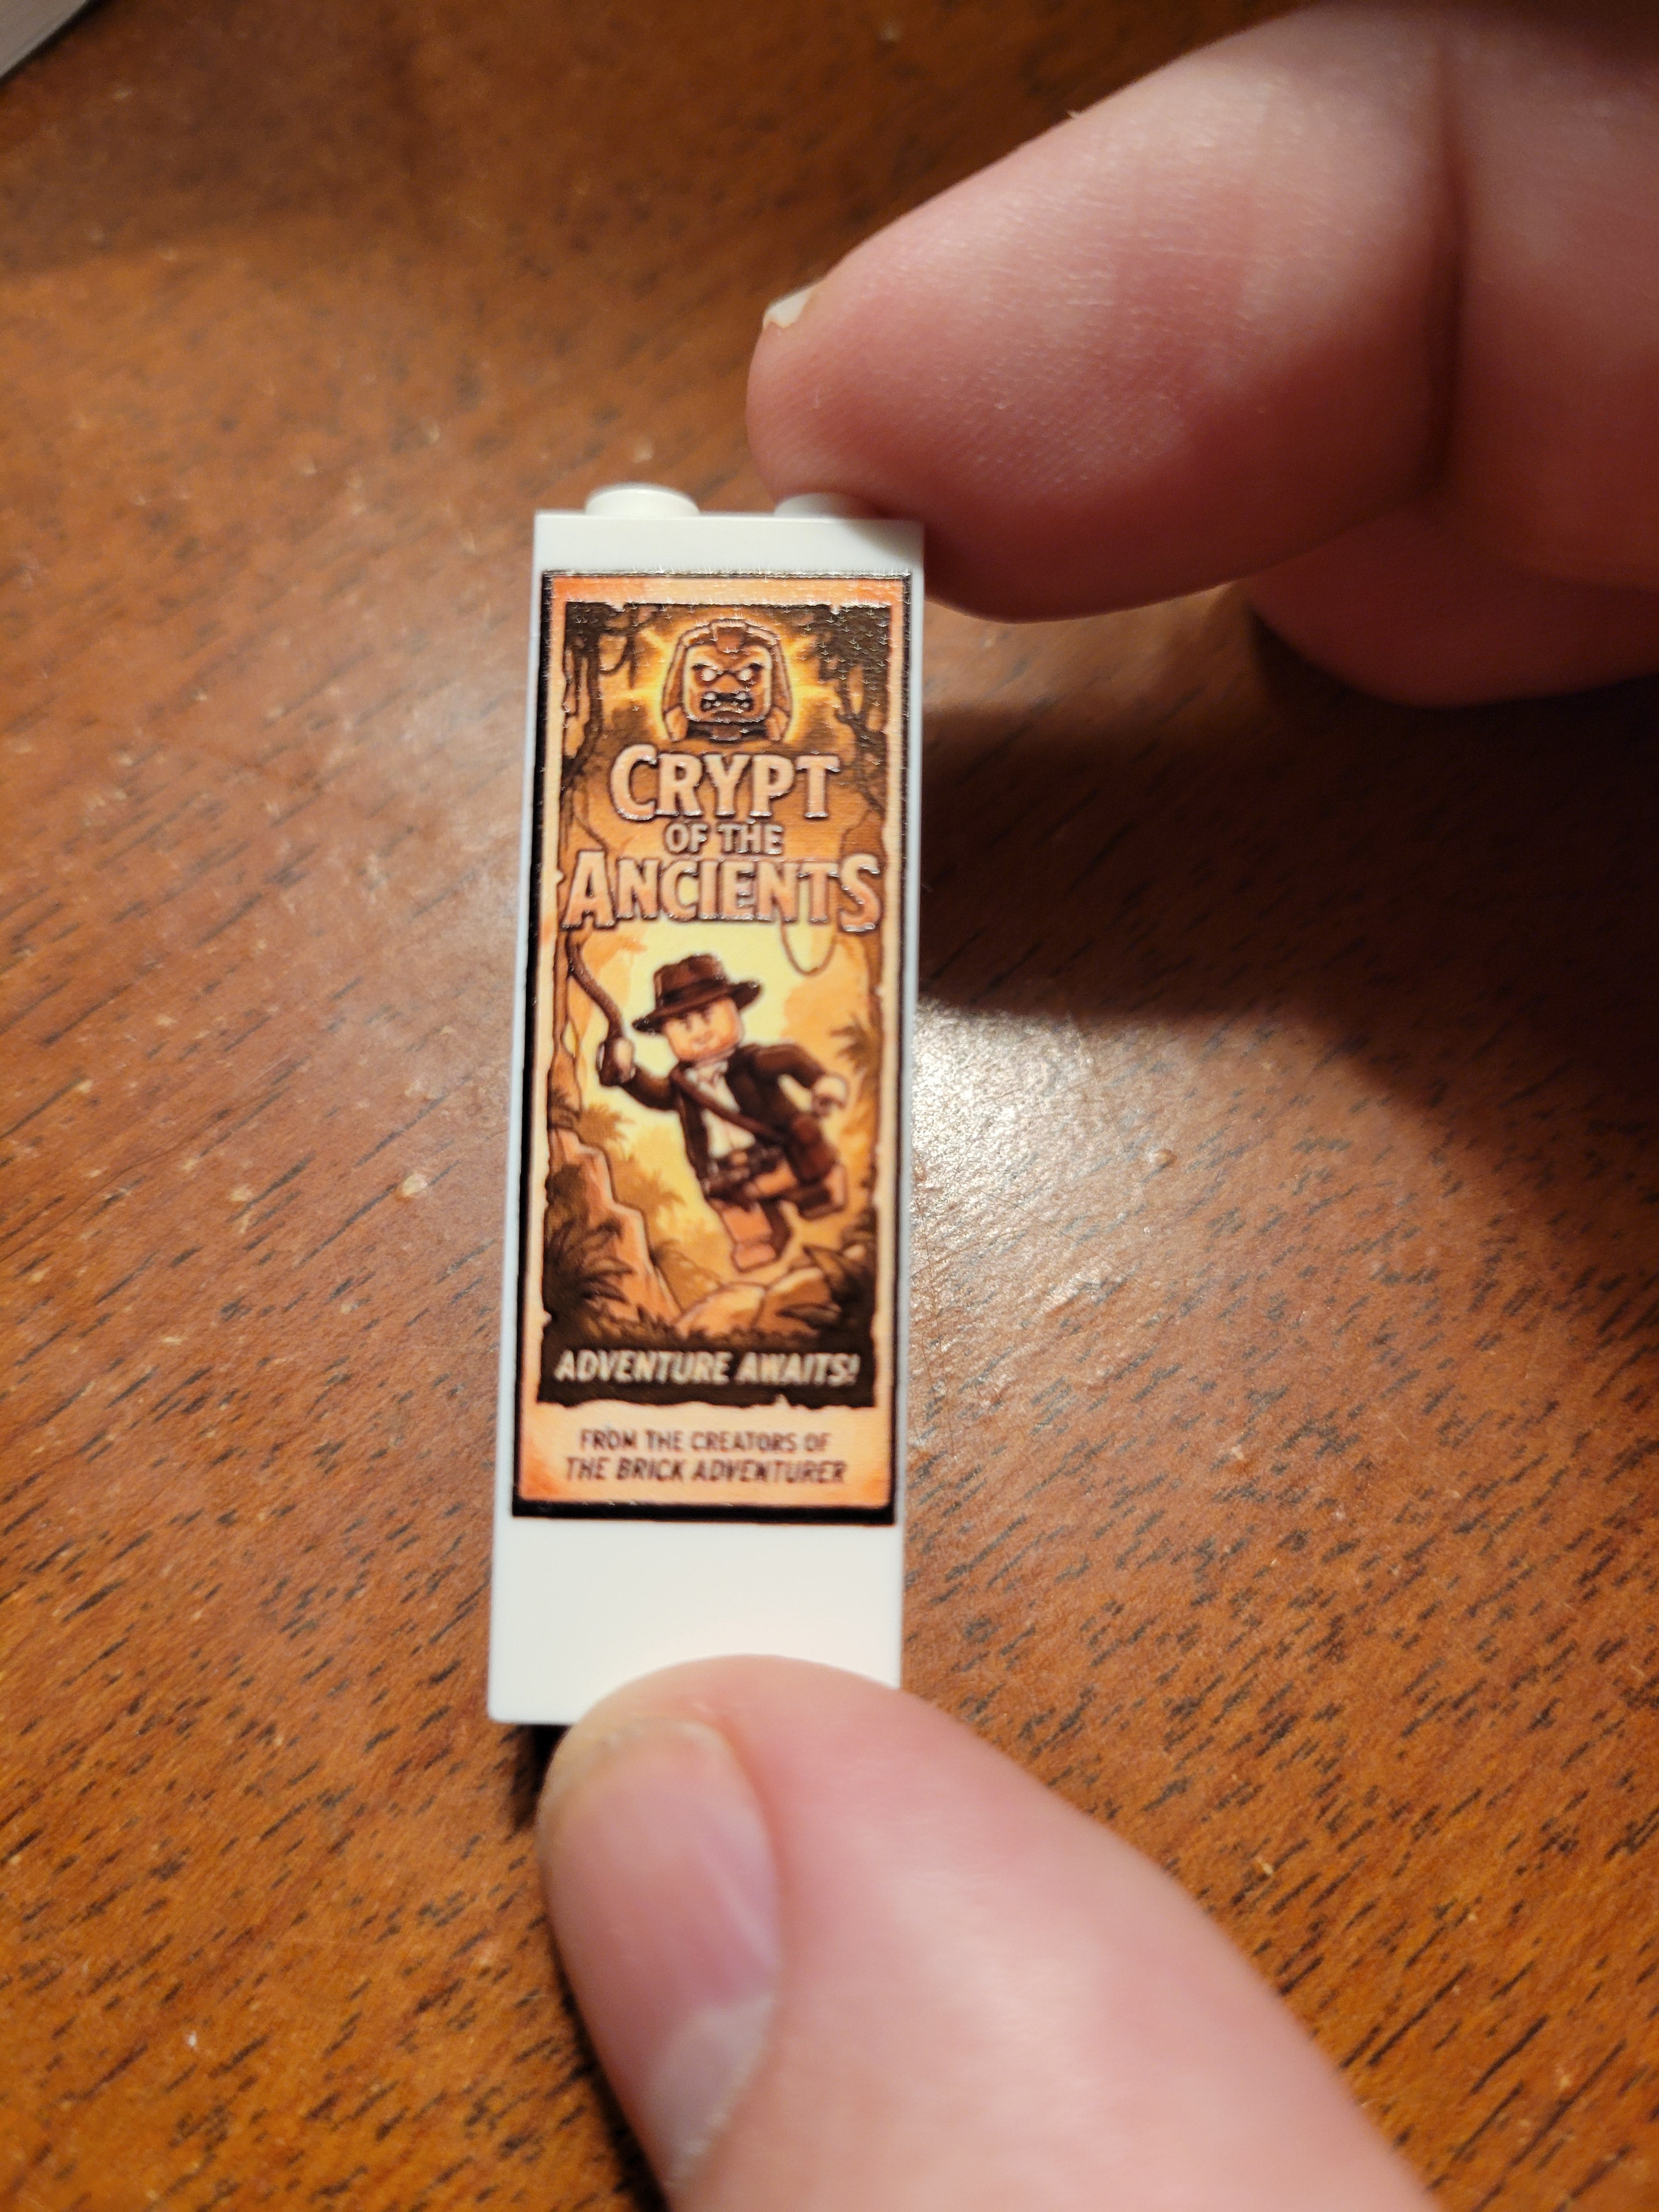 CRYPT
OF THE
ANCIENTS
ADVENTURE AWAITS!
FROM THE CREATORS OF
THE BRICK ADVENTURER